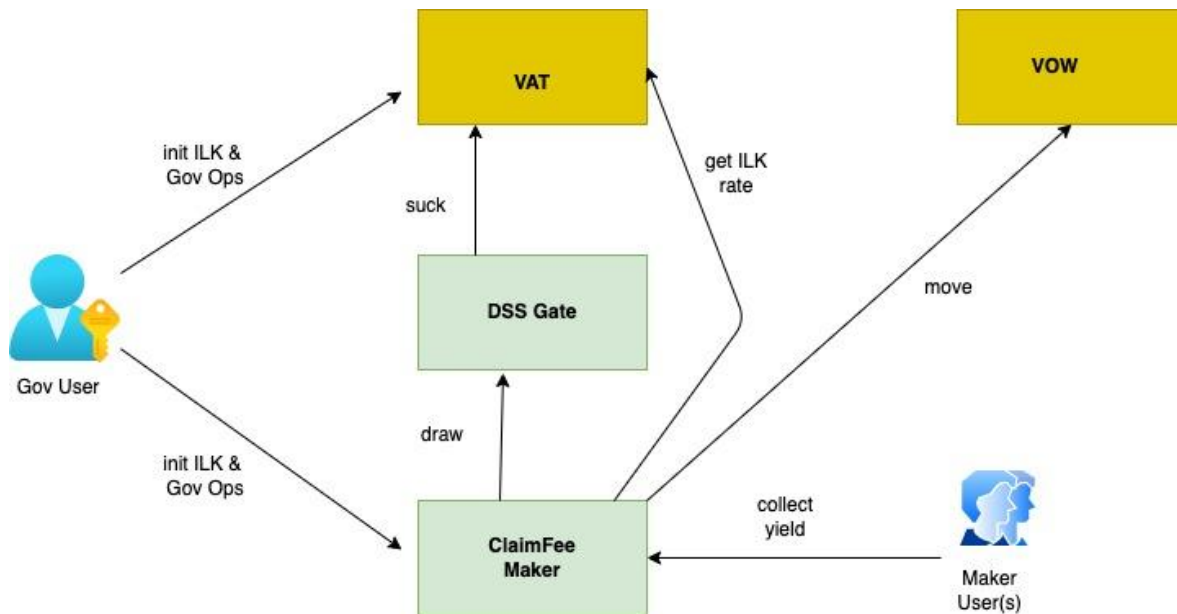 VAT
VOW
init ILK &
Gov Ops
get ILK
rate
suck
DSS Gate
move
Gov User
draw
init ILK &
Gov Ops
collect
yield
ClaimFee
Maker
Maker
User(s)